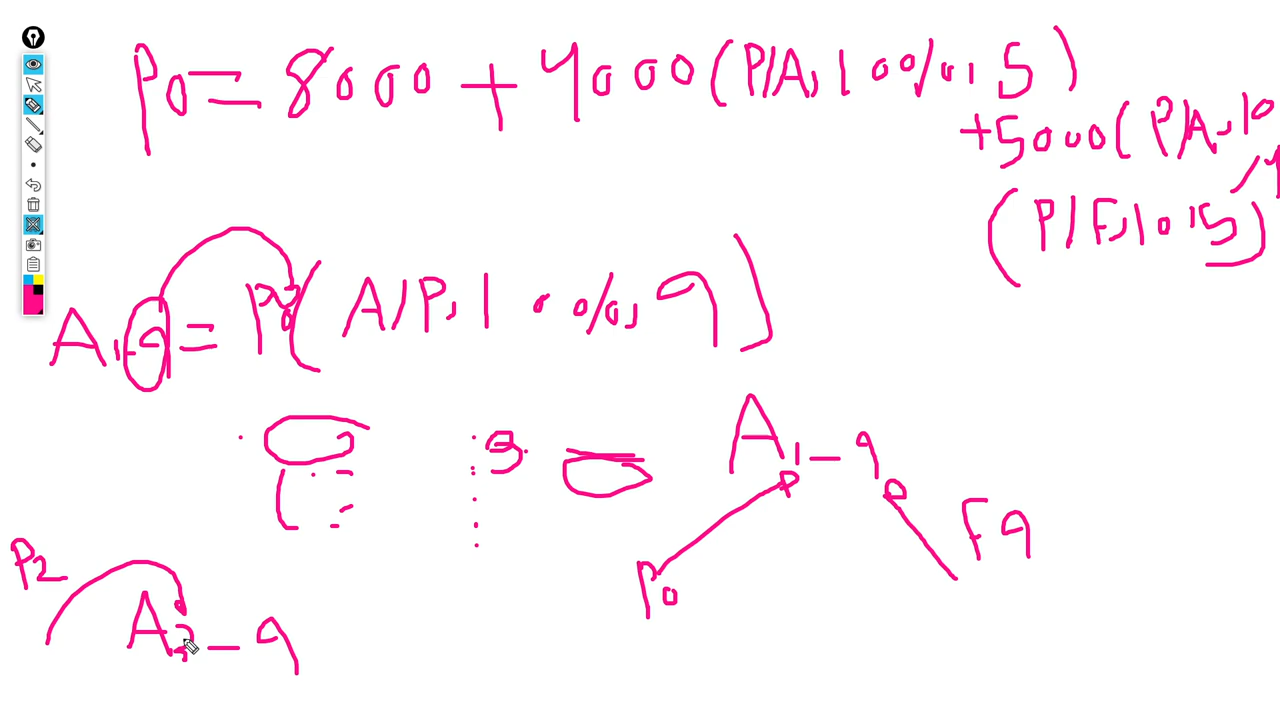 P0 = 8000 + 4000(P/A, 10%, 5)
+5000(P/A, 10
(P/F, 10, 5)
A1-9 = P0(A/P, 10%, 9)
A1-9
P2
P0
F9
A3-9